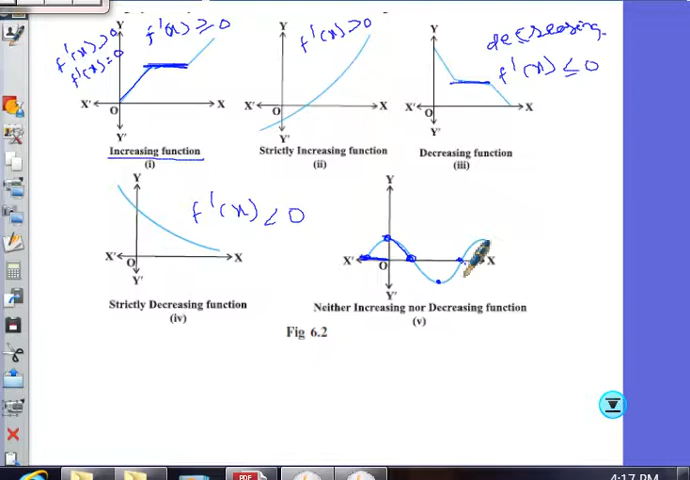 f'(x)>0
f'(x)=0
f'(x) ≥ 0
f'(x) > 0
decreasing.
f'(x) ≤ 0
Y
X'
O
X
Y'
Increasing function
(i)
Y
X'
O
X
Y'
Strictly Increasing function
(ii)
Y
X'
O
X
Y'
Decreasing function
(iii)
Y
f'(x) < 0
X'
O
X
Y'
Strictly Decreasing function
(iv)
Y
X'
O
X
Y'
Neither Increasing nor Decreasing function
(v)
Fig 6.2
PDF
4:17 PM